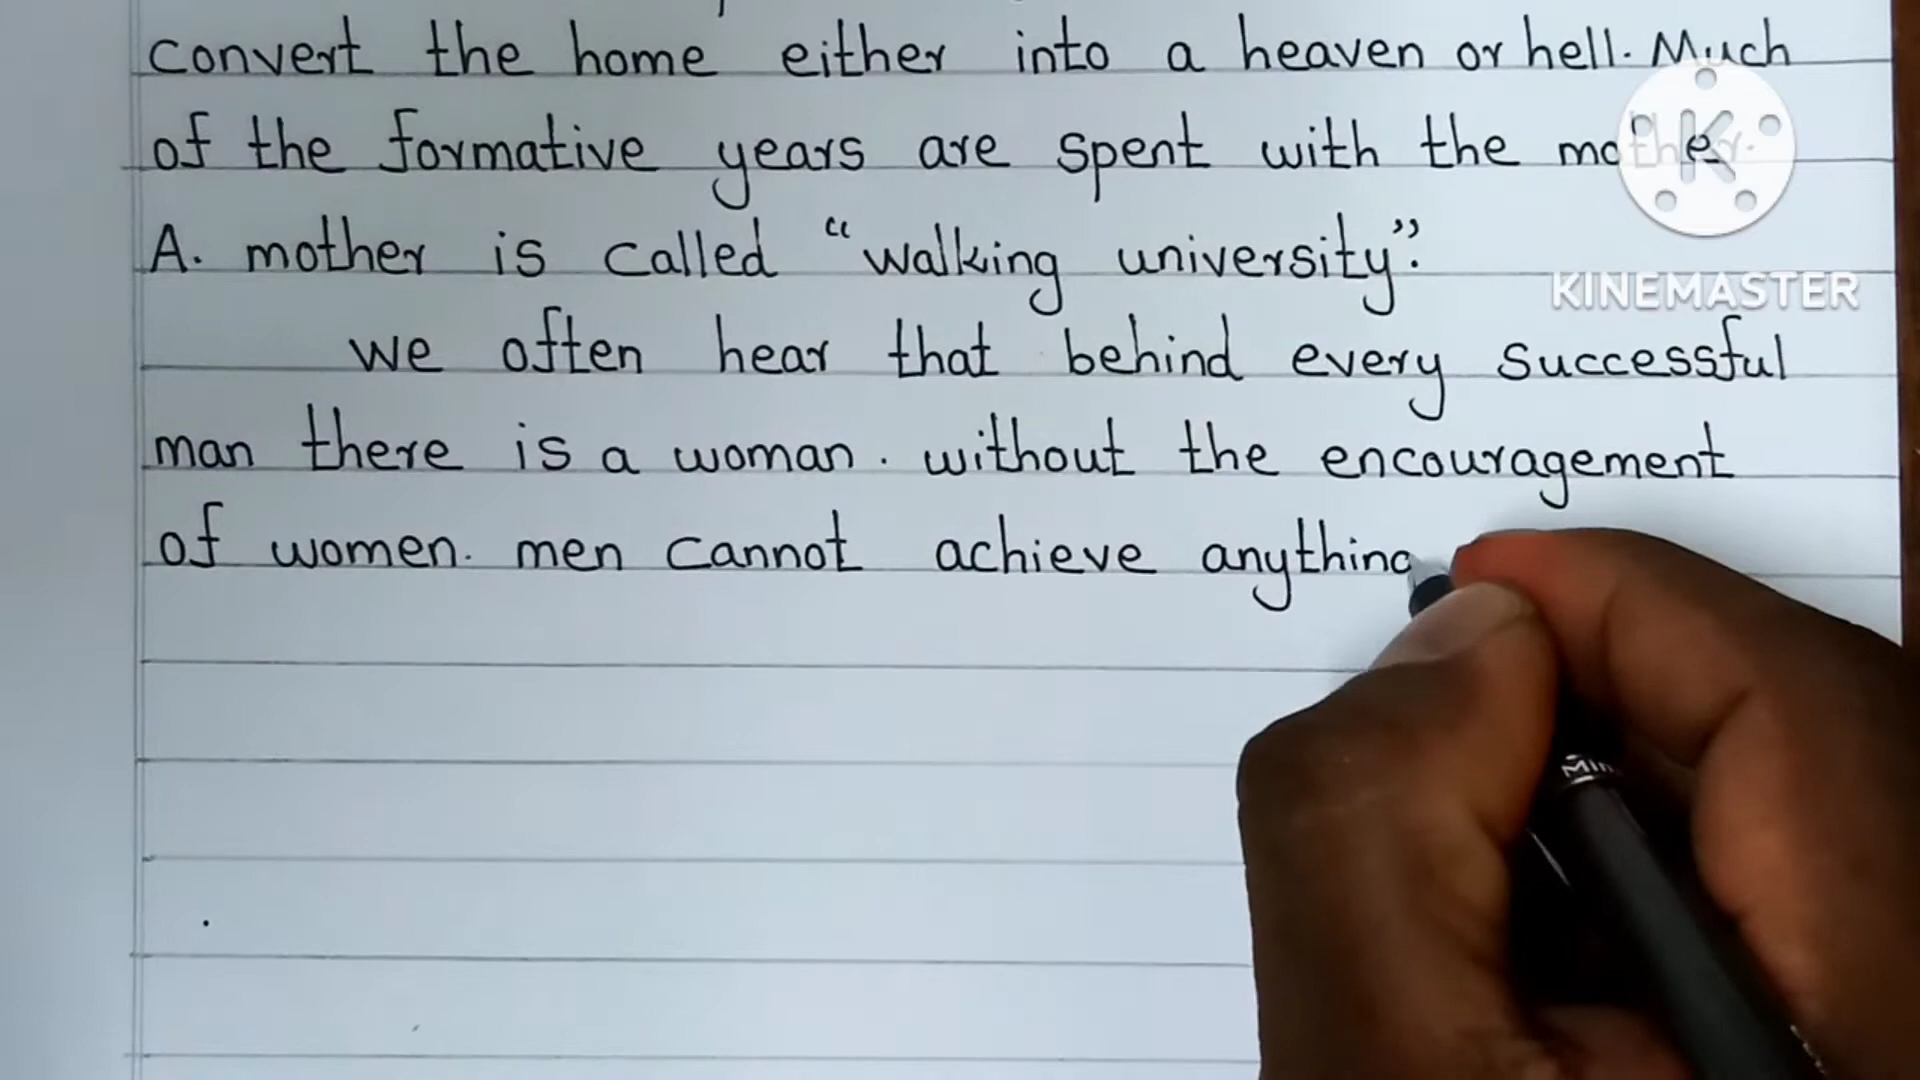 convert the home either into a heaven or hell. Much
of the formative years are spent with the mother.
A. mother is called “walking university”.
we often hear that behind every successful
man there is a woman. without the encouragement
of women. men cannot achieve anything
KINEMASTER